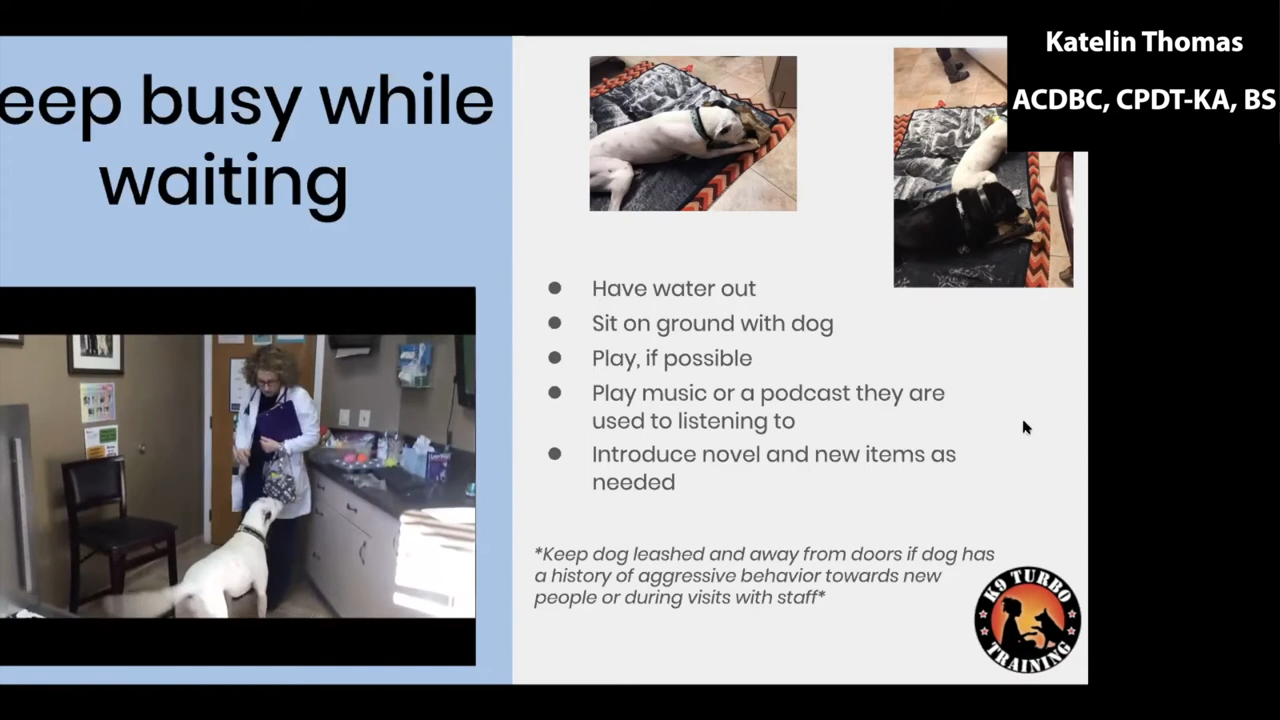 eep busy while
waiting
Katelin Thomas
ACDBC, CPDT-KA, BS
Have water out
Sit on ground with dog
Play, if possible
Play music or a podcast they are
used to listening to
Introduce novel and new items as
needed
*Keep dog leashed and away from doors if dog has
a history of aggressive behavior towards new
people or during visits with staff*
K9 TURBO
TRAINING